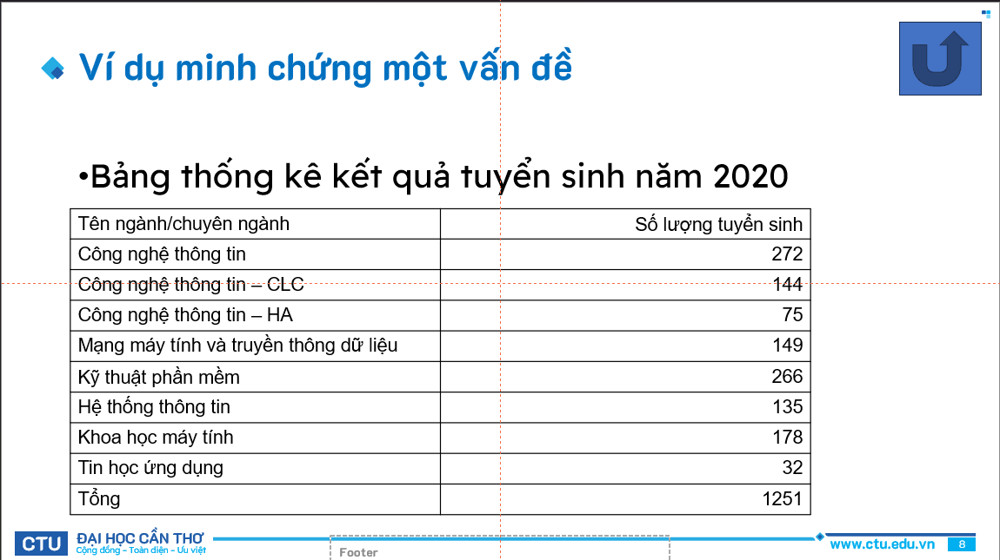 Ví dụ minh chứng một vấn đề
•Bảng thống kê kết quả tuyển sinh năm 2020
Tên ngành/chuyên ngành Số lượng tuyển sinh
Công nghệ thông tin 272
Công nghệ thông tin – CLC 144
Công nghệ thông tin – HA 75
Mạng máy tính và truyền thông dữ liệu 149
Kỹ thuật phần mềm 266
Hệ thống thông tin 135
Khoa học máy tính 178
Tin học ứng dụng 32
Tổng 1251
CTU ĐẠI HỌC CẦN THƠ
Cộng đồng – Toàn diện – Ưu việt
Footer
www.ctu.edu.vn 8